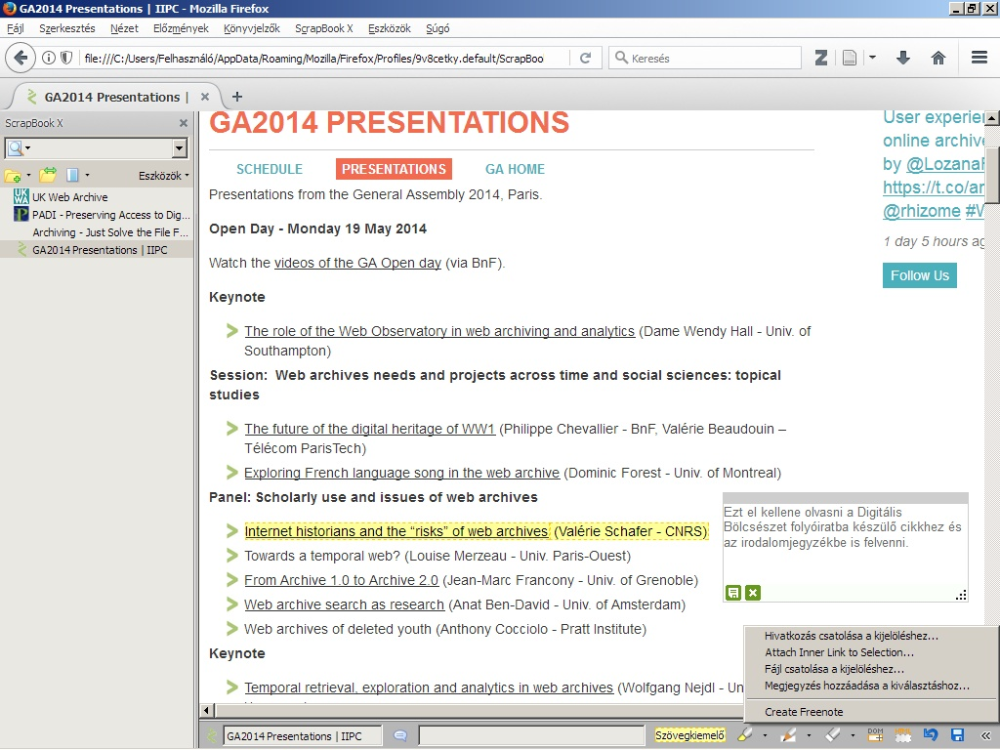 GA2014 Presentations | IIPC - Mozilla Firefox
Fájl Szerkesztés Nézet Előzmények Könyvjelzők ScrapBook X Eszközök Súgó
file:///C:/Users/Felhasználó/AppData/Roaming/Mozilla/Firefox/Profiles/9v8cetky.default/ScrapBoo
Keresés
Z
GA2014 Presentations |
ScrapBook X
Eszközök
UK Web Archive
PADI - Preserving Access to Dig...
Archiving - Just Solve the File F...
GA2014 Presentations | IIPC
GA2014 PRESENTATIONS
SCHEDULE PRESENTATIONS GA HOME
Presentations from the General Assembly 2014, Paris.
Open Day - Monday 19 May 2014
Watch the videos of the GA Open day (via BnF).
Keynote
The role of the Web Observatory in web archiving and analytics (Dame Wendy Hall - Univ. of
Southampton)
Session: Web archives needs and projects across time and social sciences: topical
studies
The future of the digital heritage of WW1 (Philippe Chevallier - BnF, Valérie Beaudouin –
Télécom ParisTech)
Exploring French language song in the web archive (Dominic Forest - Univ. of Montreal)
Panel: Scholarly use and issues of web archives
Internet historians and the “risks” of web archives (Valérie Schafer - CNRS)
Towards a temporal web? (Louise Merzeau - Univ. Paris-Ouest)
From Archive 1.0 to Archive 2.0 (Jean-Marc Francony - Univ. of Grenoble)
Web archive search as research (Anat Ben-David - Univ. of Amsterdam)
Web archives of deleted youth (Anthony Cocciolo - Pratt Institute)
Keynote
Temporal retrieval, exploration and analytics in web archives (Wolfgang Nejdl - Un
User experie
online archive
by @LozanaR
https://t.co/ar
@rhizome #W
1 day 5 hours ag
Follow Us
Ezt el kellene olvasni a Digitális
Bölcsészet folyóiratba készülő cikkhez és
az irodalomjegyzékbe is felvenni.
Hivatkozás csatolása a kijelöléshez...
Attach Inner Link to Selection...
Fájl csatolása a kijelöléshez...
Megjegyzés hozzáadása a kiválasztáshoz...
Create Freenote
GA2014 Presentations | IIPC
Szövegkiemelő
DOM